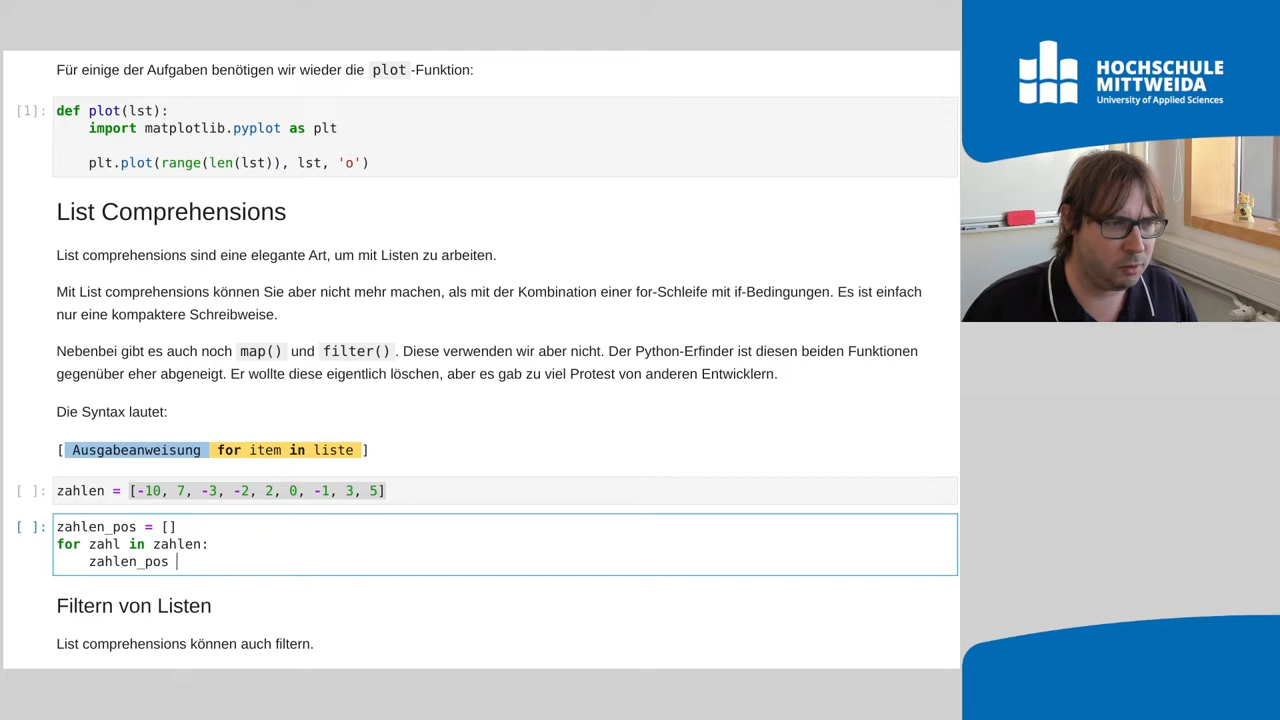 Für einige der Aufgaben benötigen wir wieder die plot -Funktion:
[1]: def plot(lst):
import matplotlib.pyplot as plt
plt.plot(range(len(lst)), lst, 'o')
List Comprehensions
List comprehensions sind eine elegante Art, um mit Listen zu arbeiten.
Mit List comprehensions können Sie aber nicht mehr machen, als mit der Kombination einer for-Schleife mit if-Bedingungen. Es ist einfach
nur eine kompaktere Schreibweise.
Nebenbei gibt es auch noch map() und filter(). Diese verwenden wir aber nicht. Der Python-Erfinder ist diesen beiden Funktionen
gegenüber eher abgeneigt. Er wollte diese eigentlich löschen, aber es gab zu viel Protest von anderen Entwicklern.
Die Syntax lautet:
[ Ausgabeanweisung for item in liste ]
[ ]: zahlen = [-10, 7, -3, -2, 2, 0, -1, 3, 5]
[ ]: zahlen_pos = []
for zahl in zahlen:
zahlen_pos
Filtern von Listen
List comprehensions können auch filtern.
HOCHSCHULE
MITTWEIDA
University of Applied Sciences